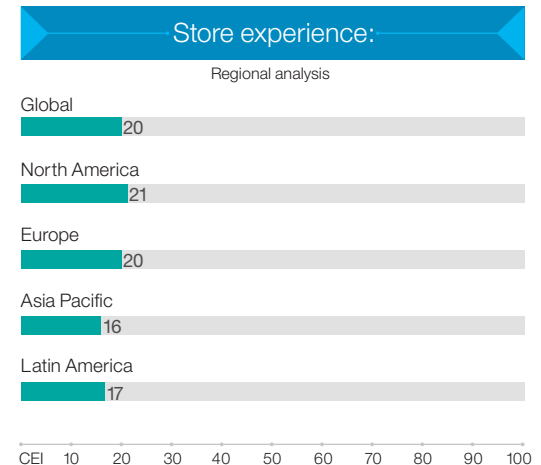 Store experience:
Regional analysis
Global
20
North America
21
Europe
20
Asia Pacific
16
Latin America
17
CEI 10 20 30 40 50 60 70 80 90 100